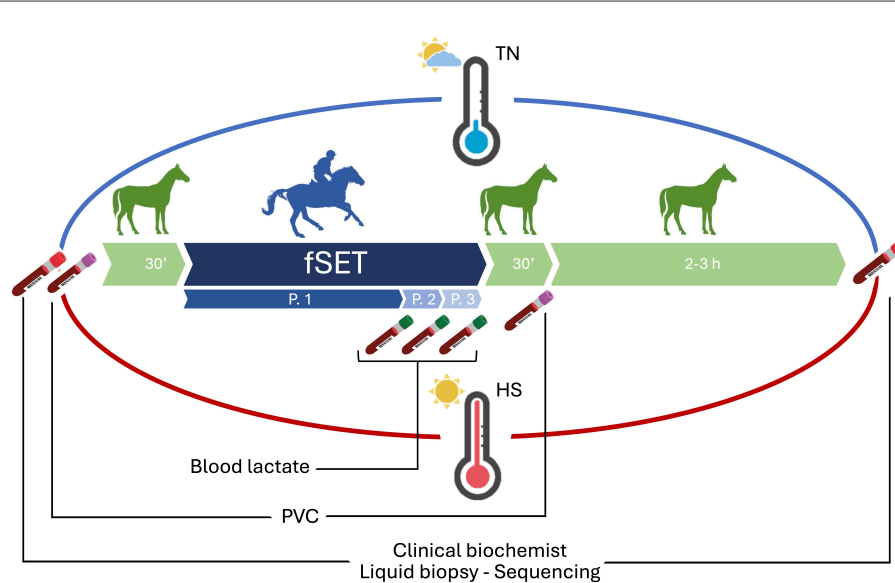 TN
30'
fSET
30'
2-3 h
P. 1
P. 2
P. 3
HS
Blood lactate
PVC
Clinical biochemist
Liquid biopsy - Sequencing